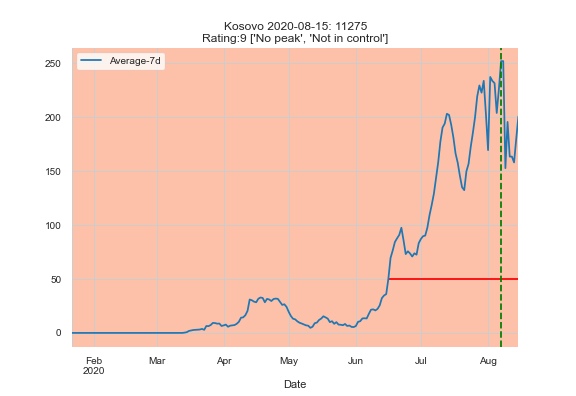 Kosovo 2020-08-15: 11275
Rating:9 ['No peak', 'Not in control']
Average-7d
250
200
150
100
50
0
Feb Mar Apr May Jun Jul Aug
2020
Date